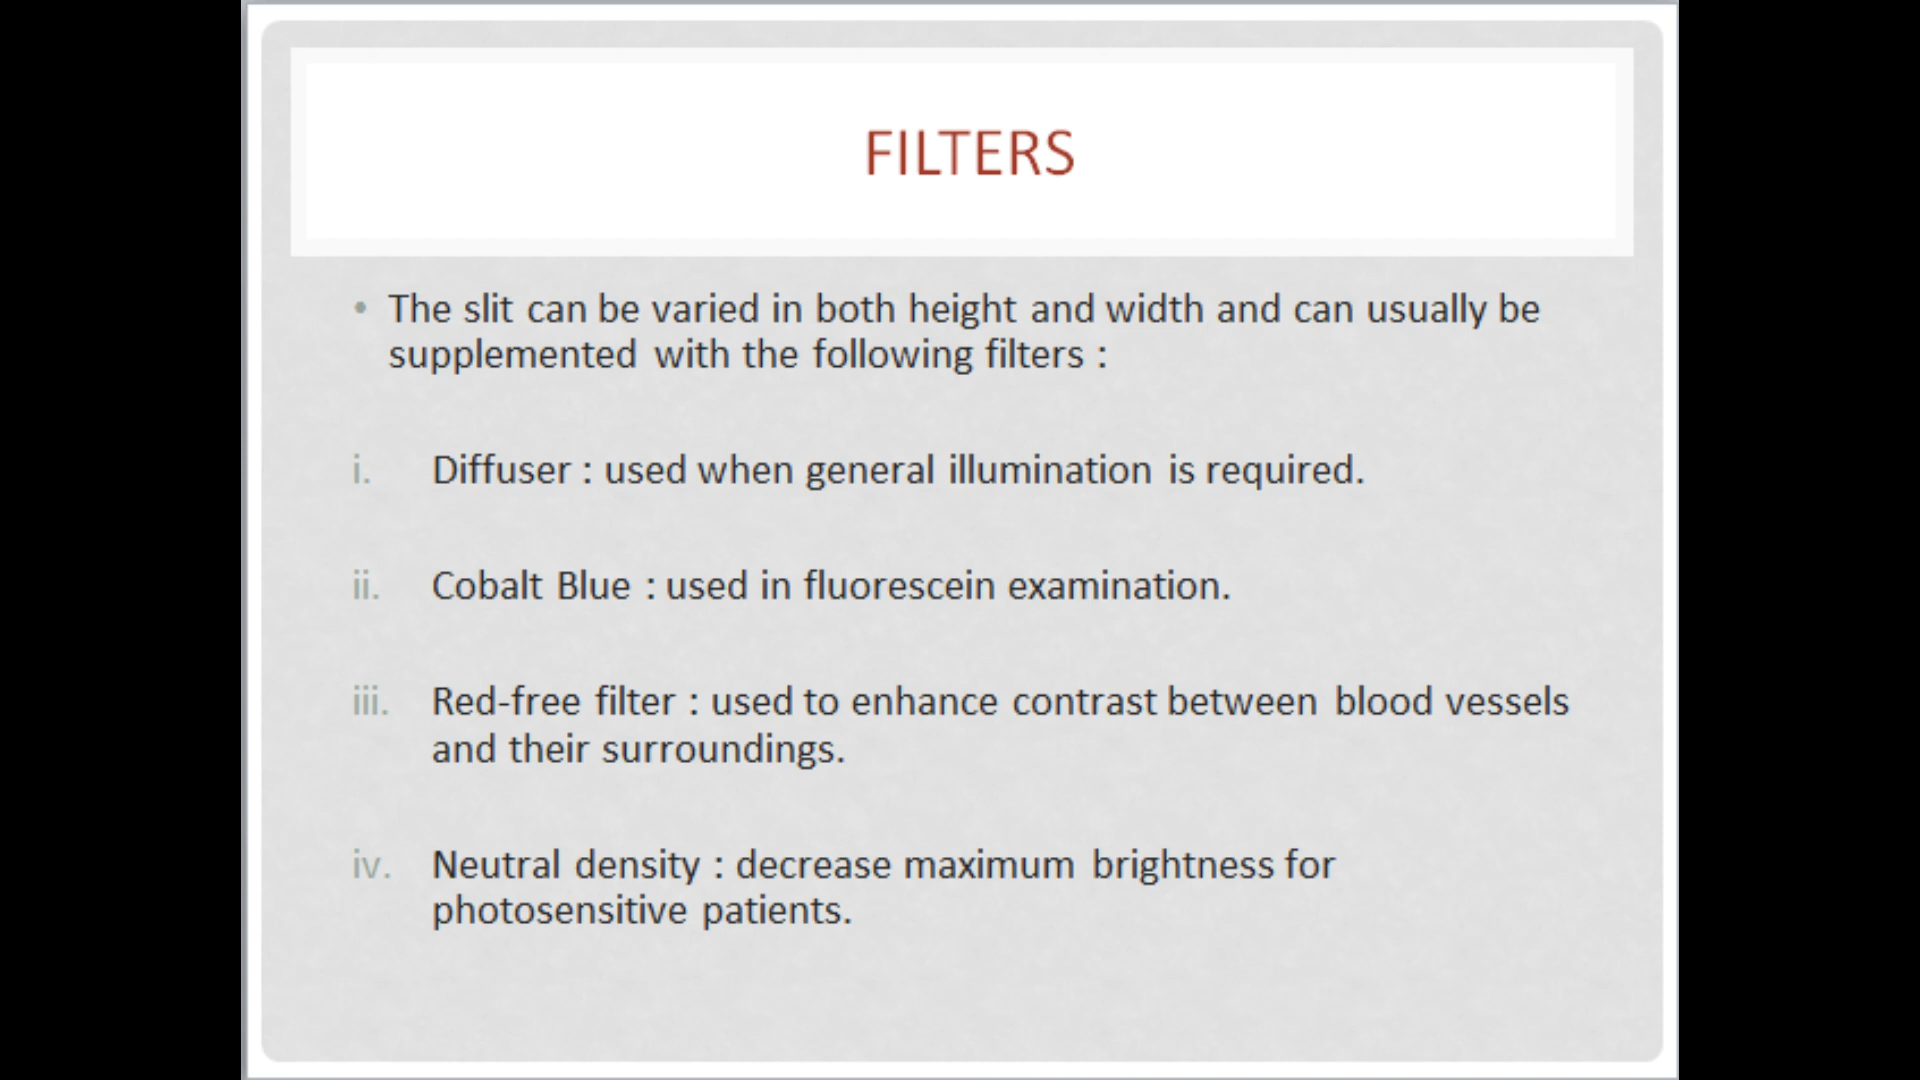 FILTERS
• The slit can be varied in both height and width and can usually be
supplemented with the following filters :
i. Diffuser : used when general illumination is required.
ii. Cobalt Blue : used in fluorescein examination.
iii. Red-free filter : used to enhance contrast between blood vessels
and their surroundings.
iv. Neutral density : decrease maximum brightness for
photosensitive patients.